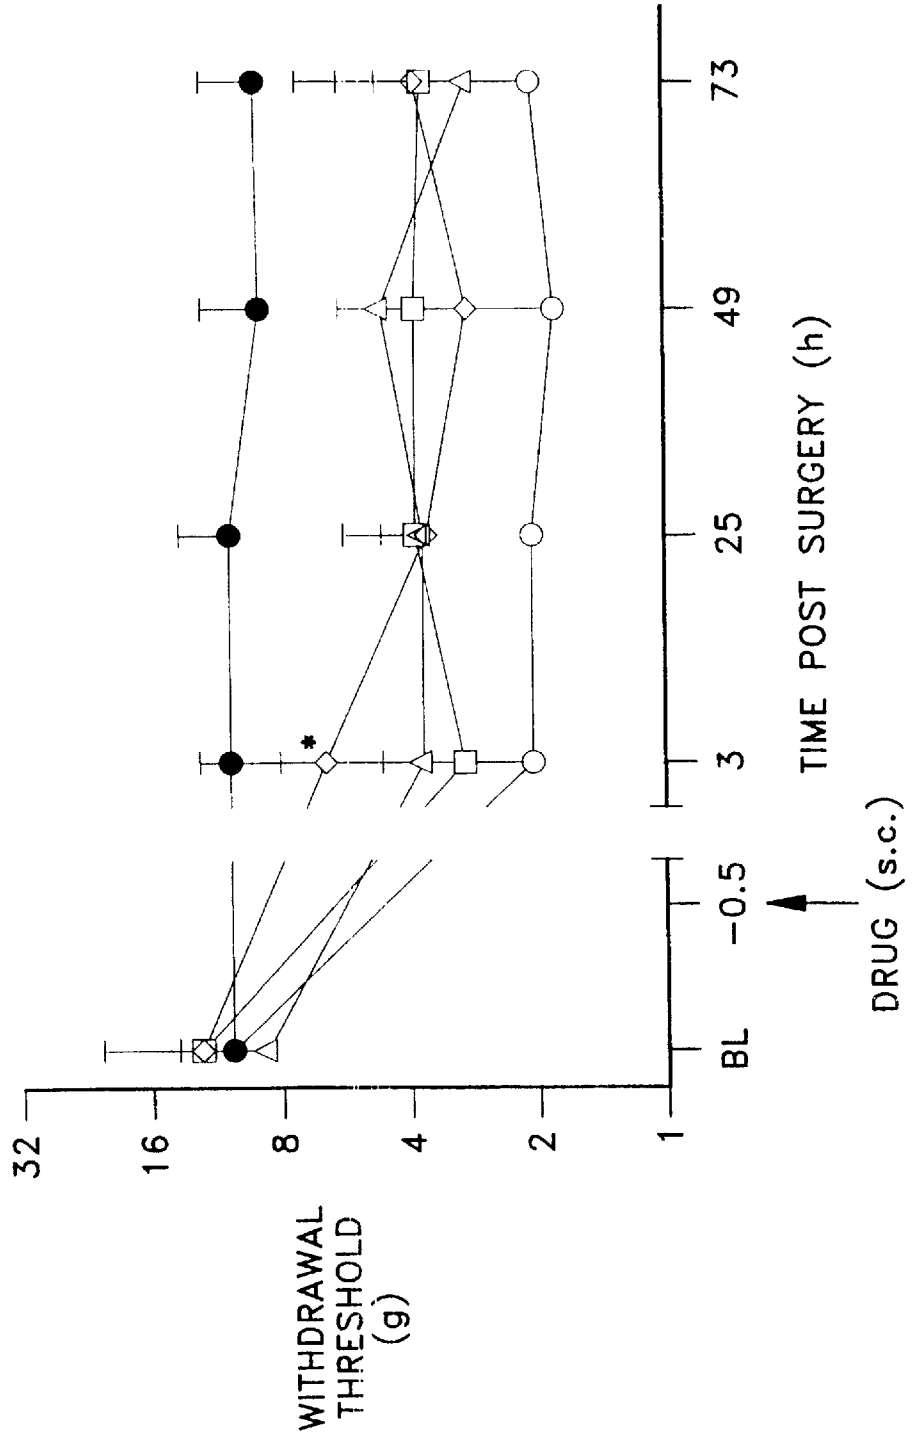 WITHDRAWAL
THRESHOLD
(g)
32
16
8
4
2
1
*
BL
-0.5
3
25
49
73
DRUG (s.c.)
TIME POST SURGERY (h)